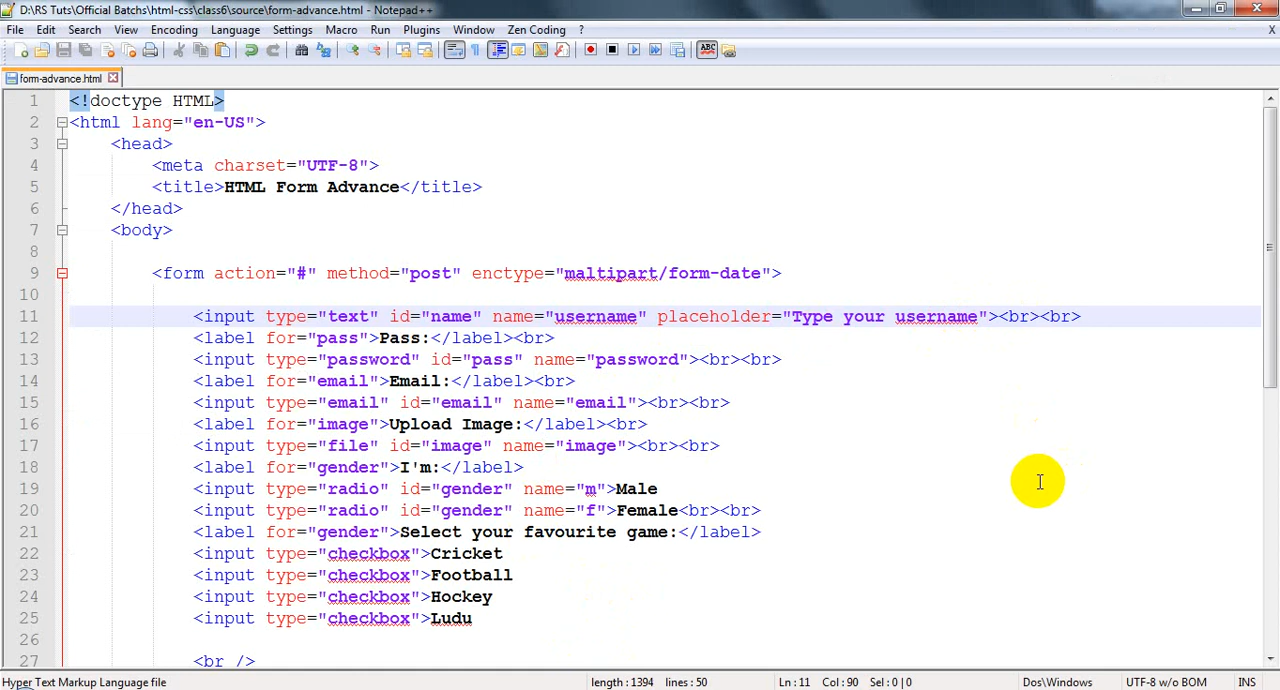 D:\RS Tuts\Official Batchs\html-css\class6\source\form-advance.html - Notepad++
File Edit Search View Encoding Language Settings Macro Run Plugins Window Zen Coding ? X
ABC
form-advance.html
1 <!doctype HTML>
2 <html lang="en-US">
3 <head>
4 <meta charset="UTF-8">
5 <title>HTML Form Advance</title>
6 </head>
7 <body>
8
9 <form action="#" method="post" enctype="maltipart/form-date">
10
11 <input type="text" id="name" name="username" placeholder="Type your username"><br><br>
12 <label for="pass">Pass:</label><br>
13 <input type="password" id="pass" name="password"><br><br>
14 <label for="email">Email:</label><br>
15 <input type="email" id="email" name="email"><br><br>
16 <label for="image">Upload Image:</label><br>
17 <input type="file" id="image" name="image"><br><br>
18 <label for="gender">I'm:</label>
19 <input type="radio" id="gender" name="m">Male
20 <input type="radio" id="gender" name="f">Female<br><br>
21 <label for="gender">Select your favourite game:</label>
22 <input type="checkbox">Cricket
23 <input type="checkbox">Football
24 <input type="checkbox">Hockey
25 <input type="checkbox">Ludu
26
27 <br />
Hyper Text Markup Language file length : 1394 lines : 50 Ln : 11 Col : 90 Sel : 0 | 0 Dos\Windows UTF-8 w/o BOM INS